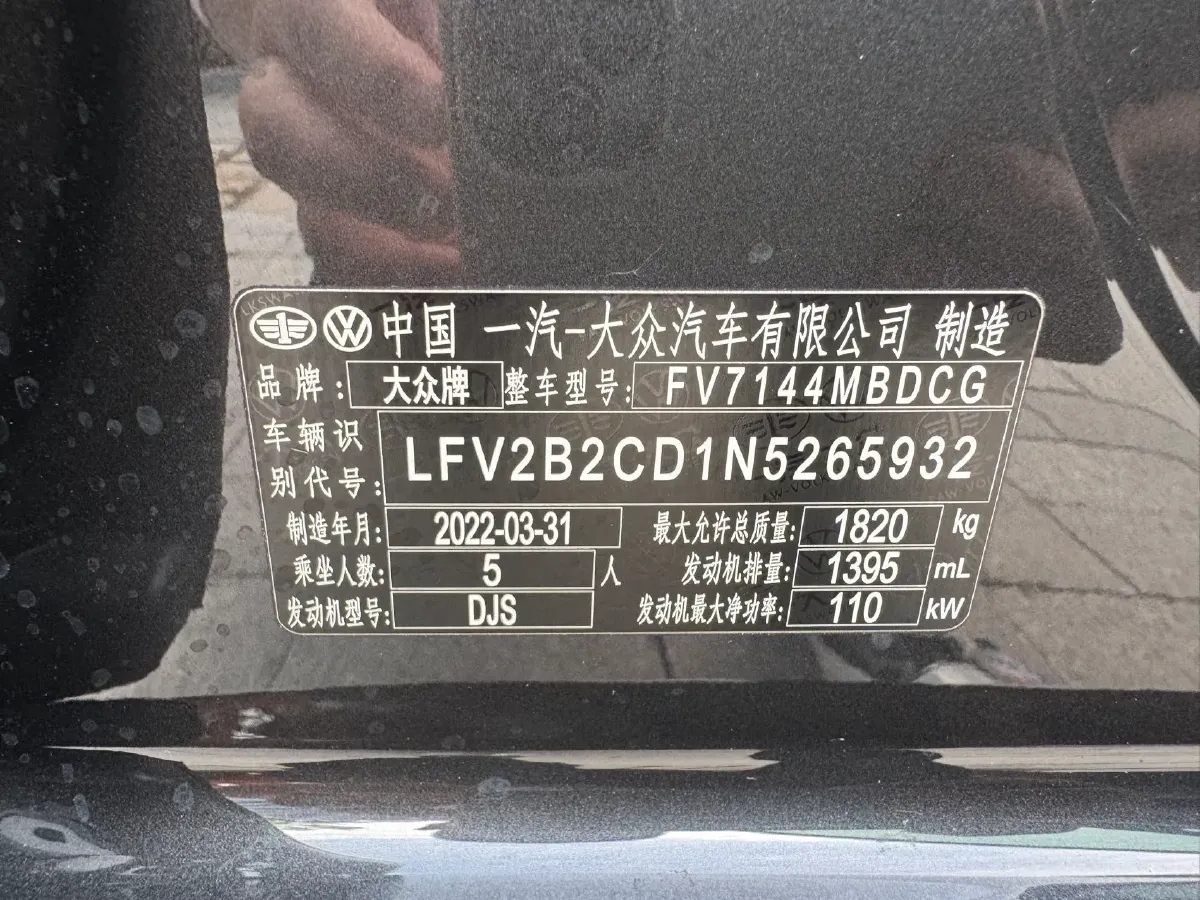 中国 一汽-大众汽车有限公司 制造
品牌: 大众牌 整车型号: FV7144MBDCG
车辆识别代号: LFV2B2CD1N5265932
制造年月: 2022-03-31 最大允许总质量: 1820 kg
乘坐人数: 5 人 发动机排量: 1395 mL
发动机型号: DJS 发动机最大净功率: 110 kW